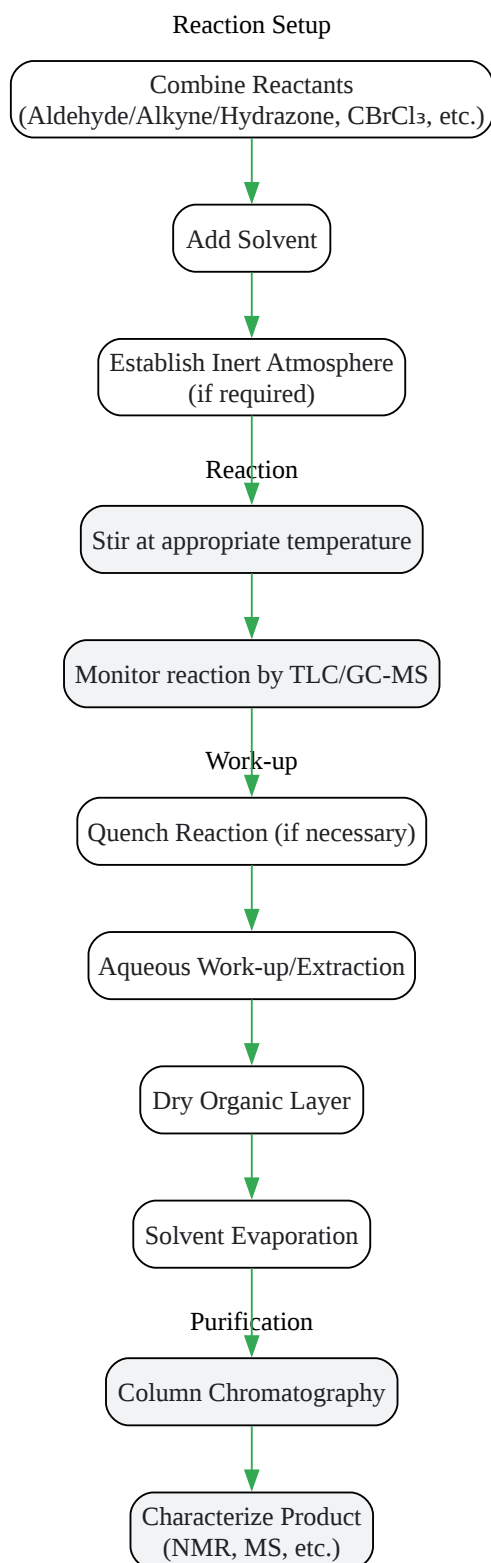 Reaction Setup
Combine Reactants
(Aldehyde/Alkyne/Hydrazone, CBrCl₃, etc.)
Add Solvent
Establish Inert Atmosphere
(if required)
Reaction
Stir at appropriate temperature
Monitor reaction by TLC/GC-MS
Work-up
Quench Reaction (if necessary)
Aqueous Work-up/Extraction
Dry Organic Layer
Solvent Evaporation
Purification
Column Chromatography
Characterize Product
(NMR, MS, etc.)